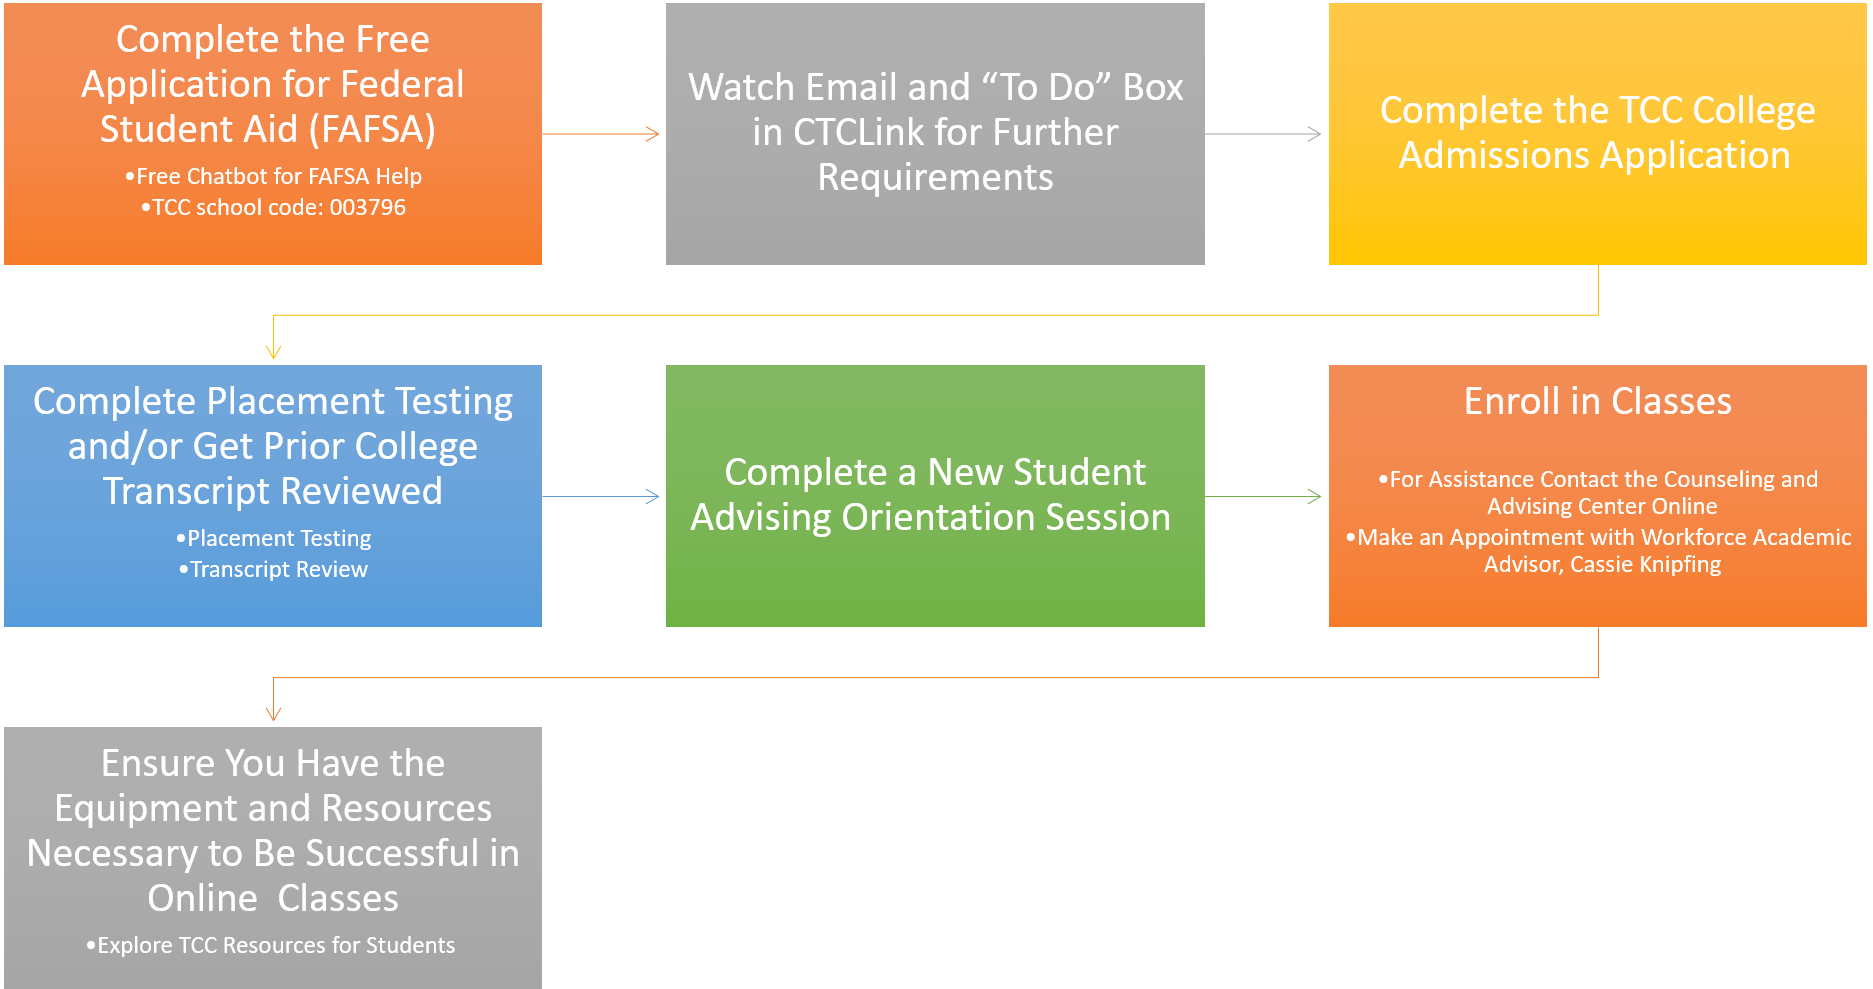 Complete the Free
Application for Federal
Student Aid (FAFSA)
•Free Chatbot for FAFSA Help
•TCC school code: 003796
Watch Email and “To Do” Box
in CTCLink for Further
Requirements
Complete the TCC College
Admissions Application
Complete Placement Testing
and/or Get Prior College
Transcript Reviewed
•Placement Testing
•Transcript Review
Complete a New Student
Advising Orientation Session
Enroll in Classes
•For Assistance Contact the Counseling and
Advising Center Online
•Make an Appointment with Workforce Academic
Advisor, Cassie Knipfing
Ensure You Have the
Equipment and Resources
Necessary to Be Successful in
Online  Classes
•Explore TCC Resources for Students